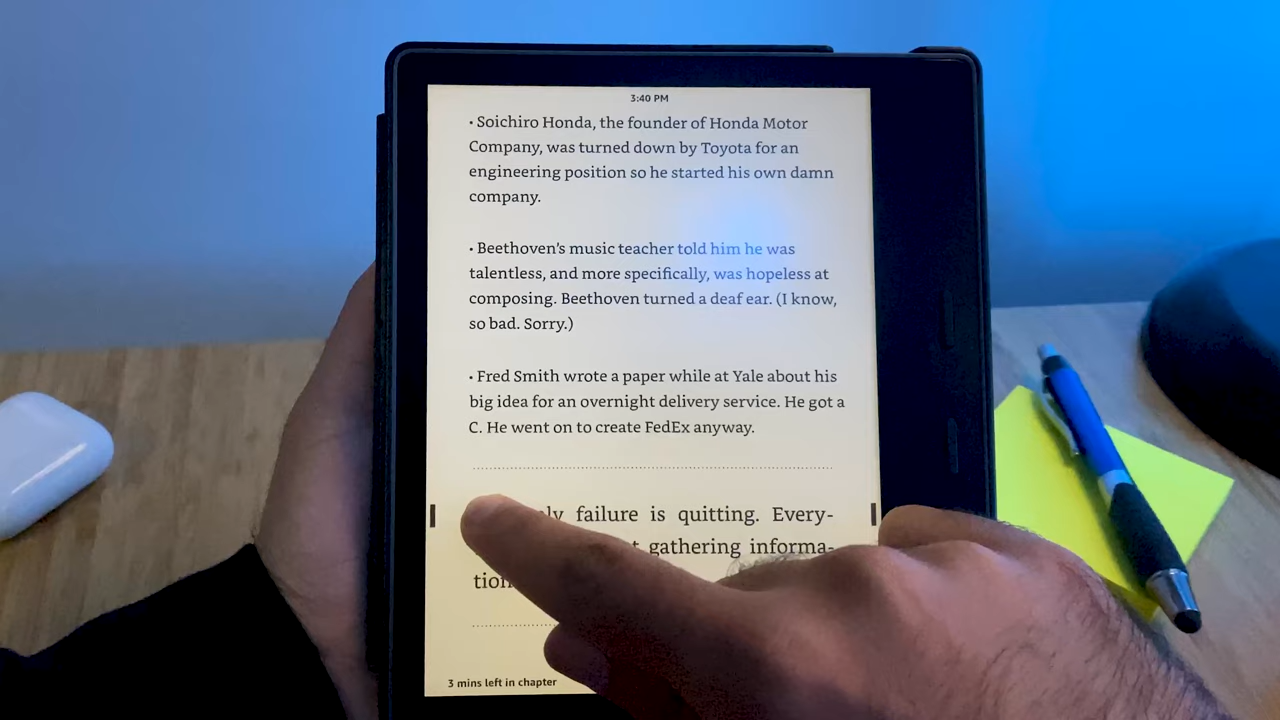 3:40 PM
• Soichiro Honda, the founder of Honda Motor
Company, was turned down by Toyota for an
engineering position so he started his own damn
company.
• Beethoven's music teacher told him he was
talentless, and more specifically, was hopeless at
composing. Beethoven turned a deaf ear. (I know,
so bad. Sorry.)
• Fred Smith wrote a paper while at Yale about his
big idea for an overnight delivery service. He got a
C. He went on to create FedEx anyway.
failure is quitting. Every-
gathering informa-
3 mins left in chapter